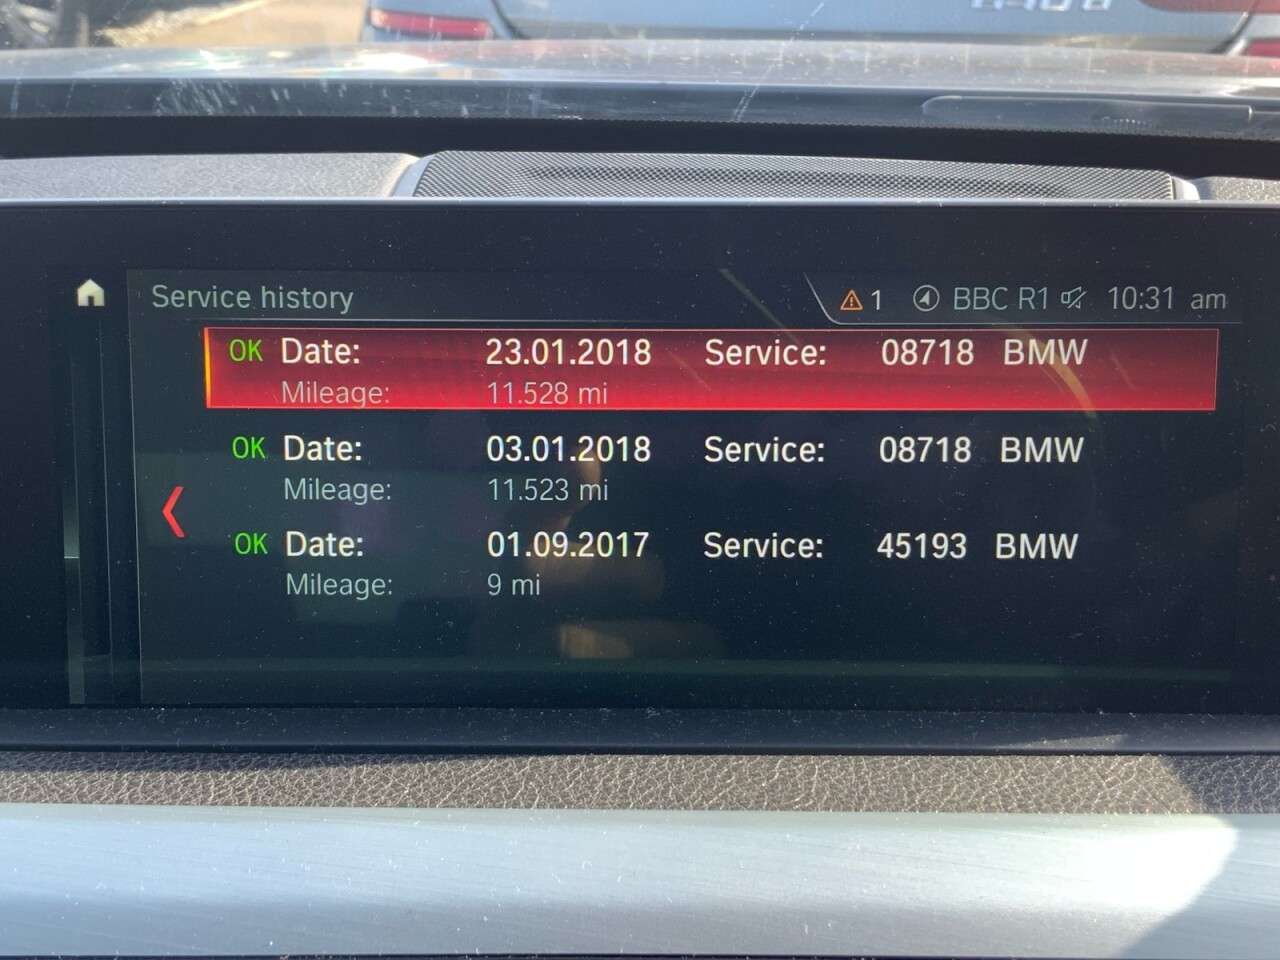 Service history
1 BBC R1 10:31 am
OK Date: 23.01.2018 Service: 08718 BMW
Mileage: 11.528 mi
OK Date: 03.01.2018 Service: 08718 BMW
Mileage: 11.523 mi
OK Date: 01.09.2017 Service: 45193 BMW
Mileage: 9 mi